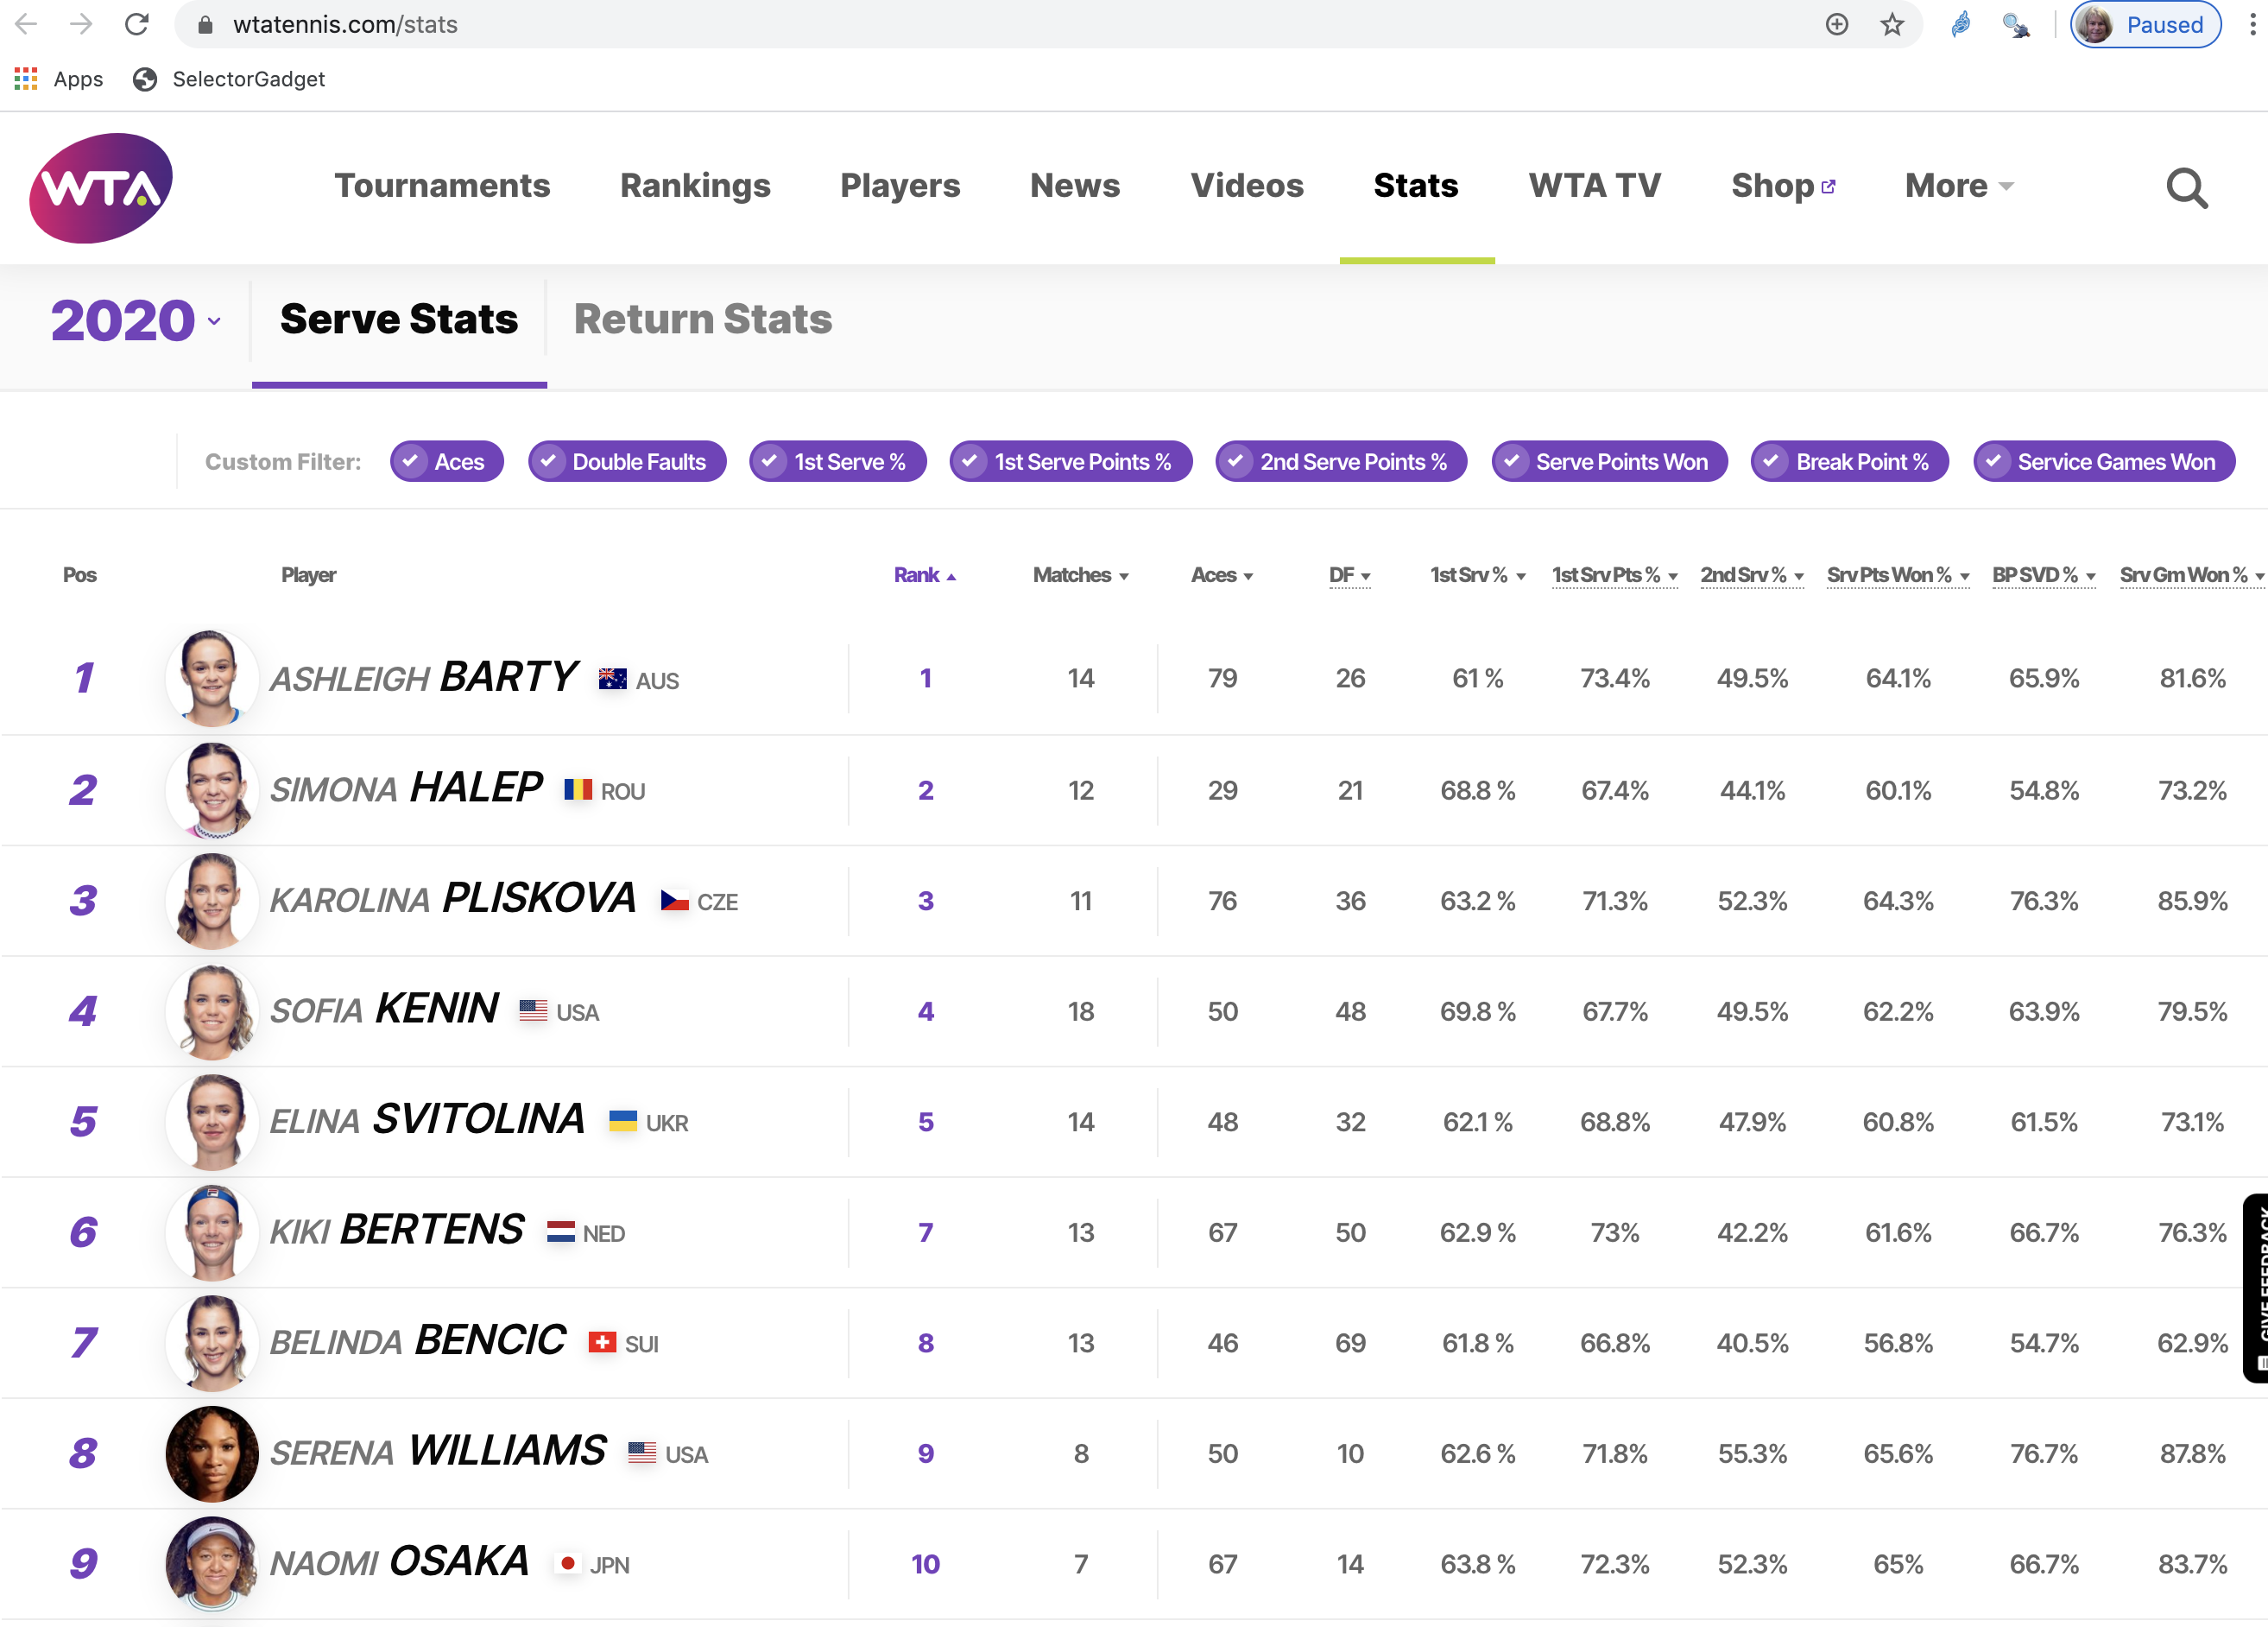 wtatennis.com/stats
Paused
Apps
SelectorGadget
WTA
Tournaments Rankings Players News Videos Stats WTA TV Shop More
2020 Serve Stats Return Stats
Custom Filter: Aces Double Faults 1st Serve % 1st Serve Points % 2nd Serve Points % Serve Points Won Break Point % Service Games Won
Pos Player Rank Matches Aces DF 1st Srv % 1st Srv Pts % 2nd Srv % Srv Pts Won % BP SVD % Srv Gm Won %
1 ASHLEIGH BARTY AUS 1 14 79 26 61 % 73.4% 49.5% 64.1% 65.9% 81.6%
2 SIMONA HALEP ROU 2 12 29 21 68.8 % 67.4% 44.1% 60.1% 54.8% 73.2%
3 KAROLINA PLISKOVA CZE 3 11 76 36 63.2 % 71.3% 52.3% 64.3% 76.3% 85.9%
4 SOFIA KENIN USA 4 18 50 48 69.8 % 67.7% 49.5% 62.2% 63.9% 79.5%
5 ELINA SVITOLINA UKR 5 14 48 32 62.1 % 68.8% 47.9% 60.8% 61.5% 73.1%
6 KIKI BERTENS NED 7 13 67 50 62.9 % 73% 42.2% 61.6% 66.7% 76.3%
7 BELINDA BENCIC SUI 8 13 46 69 61.8 % 66.8% 40.5% 56.8% 54.7% 62.9%
8 SERENA WILLIAMS USA 9 8 50 10 62.6 % 71.8% 55.3% 65.6% 76.7% 87.8%
9 NAOMI OSAKA JPN 10 7 67 14 63.8 % 72.3% 52.3% 65% 66.7% 83.7%
GIVE FEEDBACK